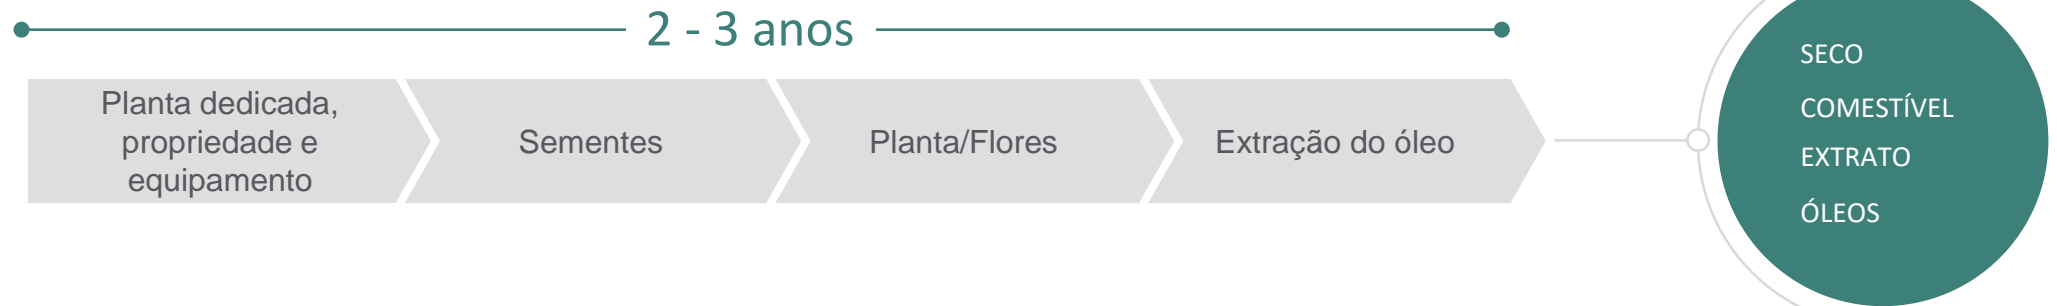 2 - 3 anos
Planta dedicada,
propriedade e
equipamento
Sementes
Planta/Flores
Extração do óleo
SECO
COMESTÍVEL
EXTRATO
ÓLEOS